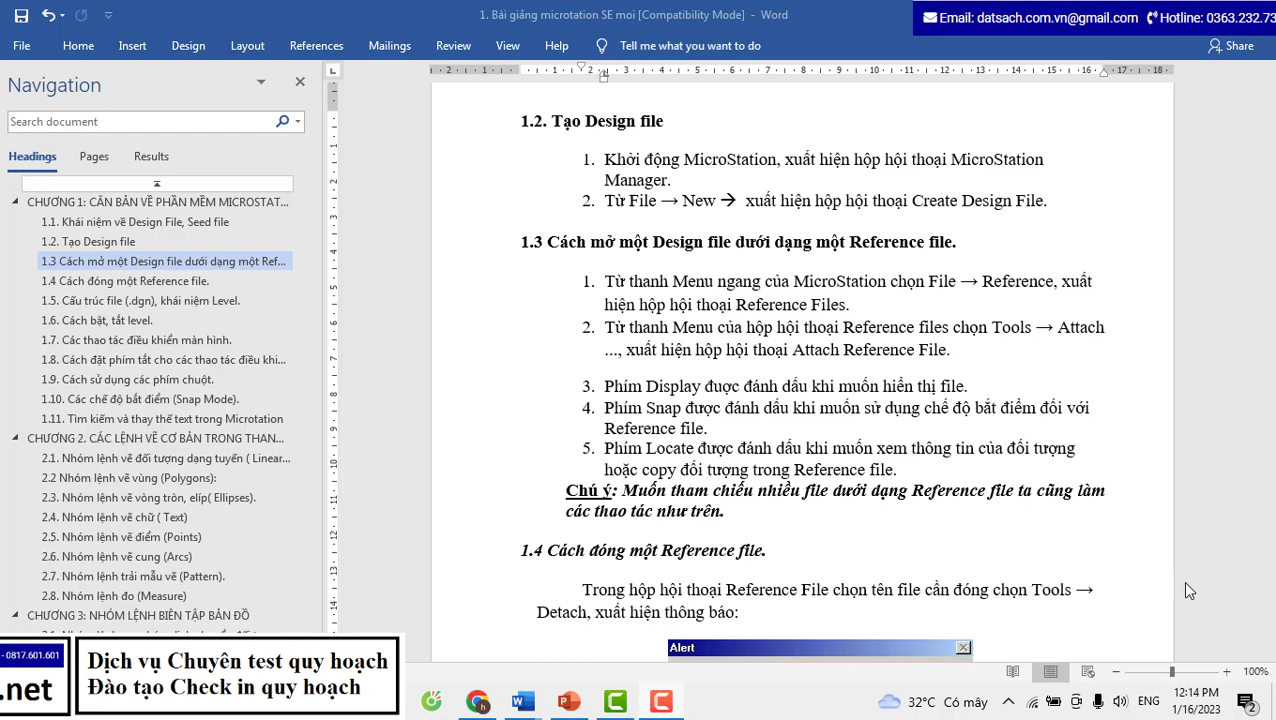 1. Bài giảng microtation SE moi [Compatibility Mode] - Word
Email: datsach.com.vn@gmail.com Hotline: 0363.232.73
File Home Insert Design Layout References Mailings Review View Help Tell me what you want to do Share
Navigation
Search document
Headings Pages Results
CHƯƠNG 1: CĂN BẢN VỀ PHẦN MỀM MICROSTAT...
1.1. Khái niệm về Design File, Seed file
1.2. Tạo Design file
1.3 Cách mở một Design file dưới dạng một Ref...
1.4 Cách đóng một Reference file.
1.5. Cấu trúc file (.dgn), khái niệm Level.
1.6. Cách bật, tắt level.
1.7. Các thao tác điều khiển màn hình.
1.8. Cách đặt phím tắt cho các thao tác điều khi...
1.9. Cách sử dụng các phím chuột.
1.10. Các chế độ bắt điểm (Snap Mode).
1.11. Tìm kiếm và thay thế text trong Microtation
CHƯƠNG 2. CÁC LỆNH VẼ CƠ BẢN TRONG THAN...
2.1. Nhóm lệnh vẽ đối tượng dạng tuyến ( Linear...
2.2 Nhóm lệnh vẽ vùng (Polygons):
2.3. Nhóm lệnh vẽ vòng tròn, elíp( Ellipses).
2.4. Nhóm lệnh vẽ chữ ( Text)
2.5. Nhóm lệnh vẽ điểm (Points)
2.6. Nhóm lệnh vẽ cung (Arcs)
2.7. Nhóm lệnh trải mẫu vẽ (Pattern).
2.8. Nhóm lệnh đo (Measure)
CHƯƠNG 3: NHÓM LỆNH BIÊN TẬP BẢN ĐỒ
1.2. Tạo Design file
1. Khởi động MicroStation, xuất hiện hộp hội thoại MicroStation
Manager.
2. Từ File → New → xuất hiện hộp hội thoại Create Design File.
1.3 Cách mở một Design file dưới dạng một Reference file.
1. Từ thanh Menu ngang của MicroStation chọn File → Reference, xuất
hiện hộp hội thoại Reference Files.
2. Từ thanh Menu của hộp hội thoại Reference files chọn Tools → Attach
..., xuất hiện hộp hội thoại Attach Reference File.
3. Phím Display đuợc đánh dấu khi muốn hiển thị file.
4. Phím Snap được đánh dấu khi muốn sử dụng chế độ bắt điểm đối với
Reference file.
5. Phím Locate được đánh dấu khi muốn xem thông tin của đối tượng
hoặc copy đối tượng trong Reference file.
Chú ý: Muốn tham chiếu nhiều file dưới dạng Reference file ta cũng làm
các thao tác như trên.
1.4 Cách đóng một Reference file.
Trong hộp hội thoại Reference File chọn tên file cần đóng chọn Tools →
Detach, xuất hiện thông báo:
Alert
- 0817.601.601
.net
Dịch vụ Chuyên test quy hoạch
Đào tạo Check in quy hoạch
100%
32°C Có mây
ENG
12:14 PM
1/16/2023
2